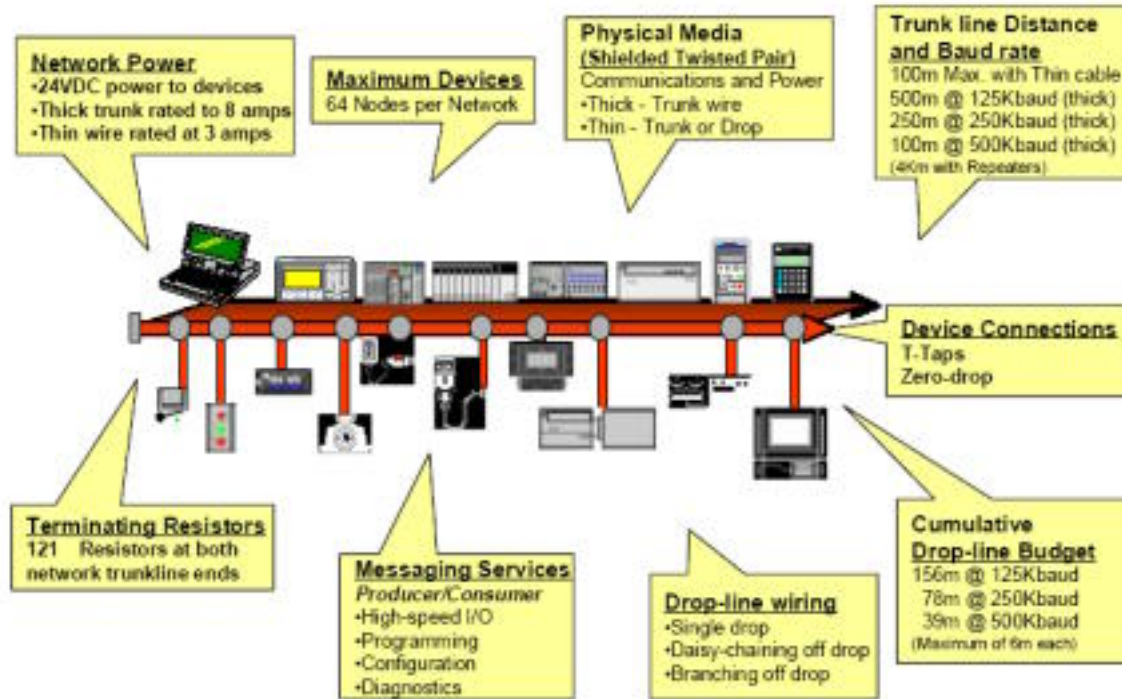 Network Power
•24VDC power to devices
•Thick trunk rated to 8 amps
•Thin wire rated at 3 amps
Maximum Devices
64 Nodes per Network
Physical Media
(Shielded Twisted Pair)
Communications and Power
•Thick - Trunk wire
•Thin - Trunk or Drop
Trunk line Distance
and Baud rate
100m Max. with Thin cable
500m @ 125Kbaud (thick)
250m @ 250Kbaud (thick)
100m @ 500Kbaud (thick)
(4Km with Repeaters)
Device Connections
T-Taps
Zero-drop
Terminating Resistors
121 Resistors at both
network trunkline ends
Messaging Services
Producer/Consumer
•High-speed I/O
•Programming
•Configuration
•Diagnostics
Drop-line wiring
•Single drop
•Daisy-chaining off drop
•Branching off drop
Cumulative
Drop-line Budget
156m @ 125Kbaud
78m @ 250Kbaud
39m @ 500Kbaud
(Maximum of 6m each)